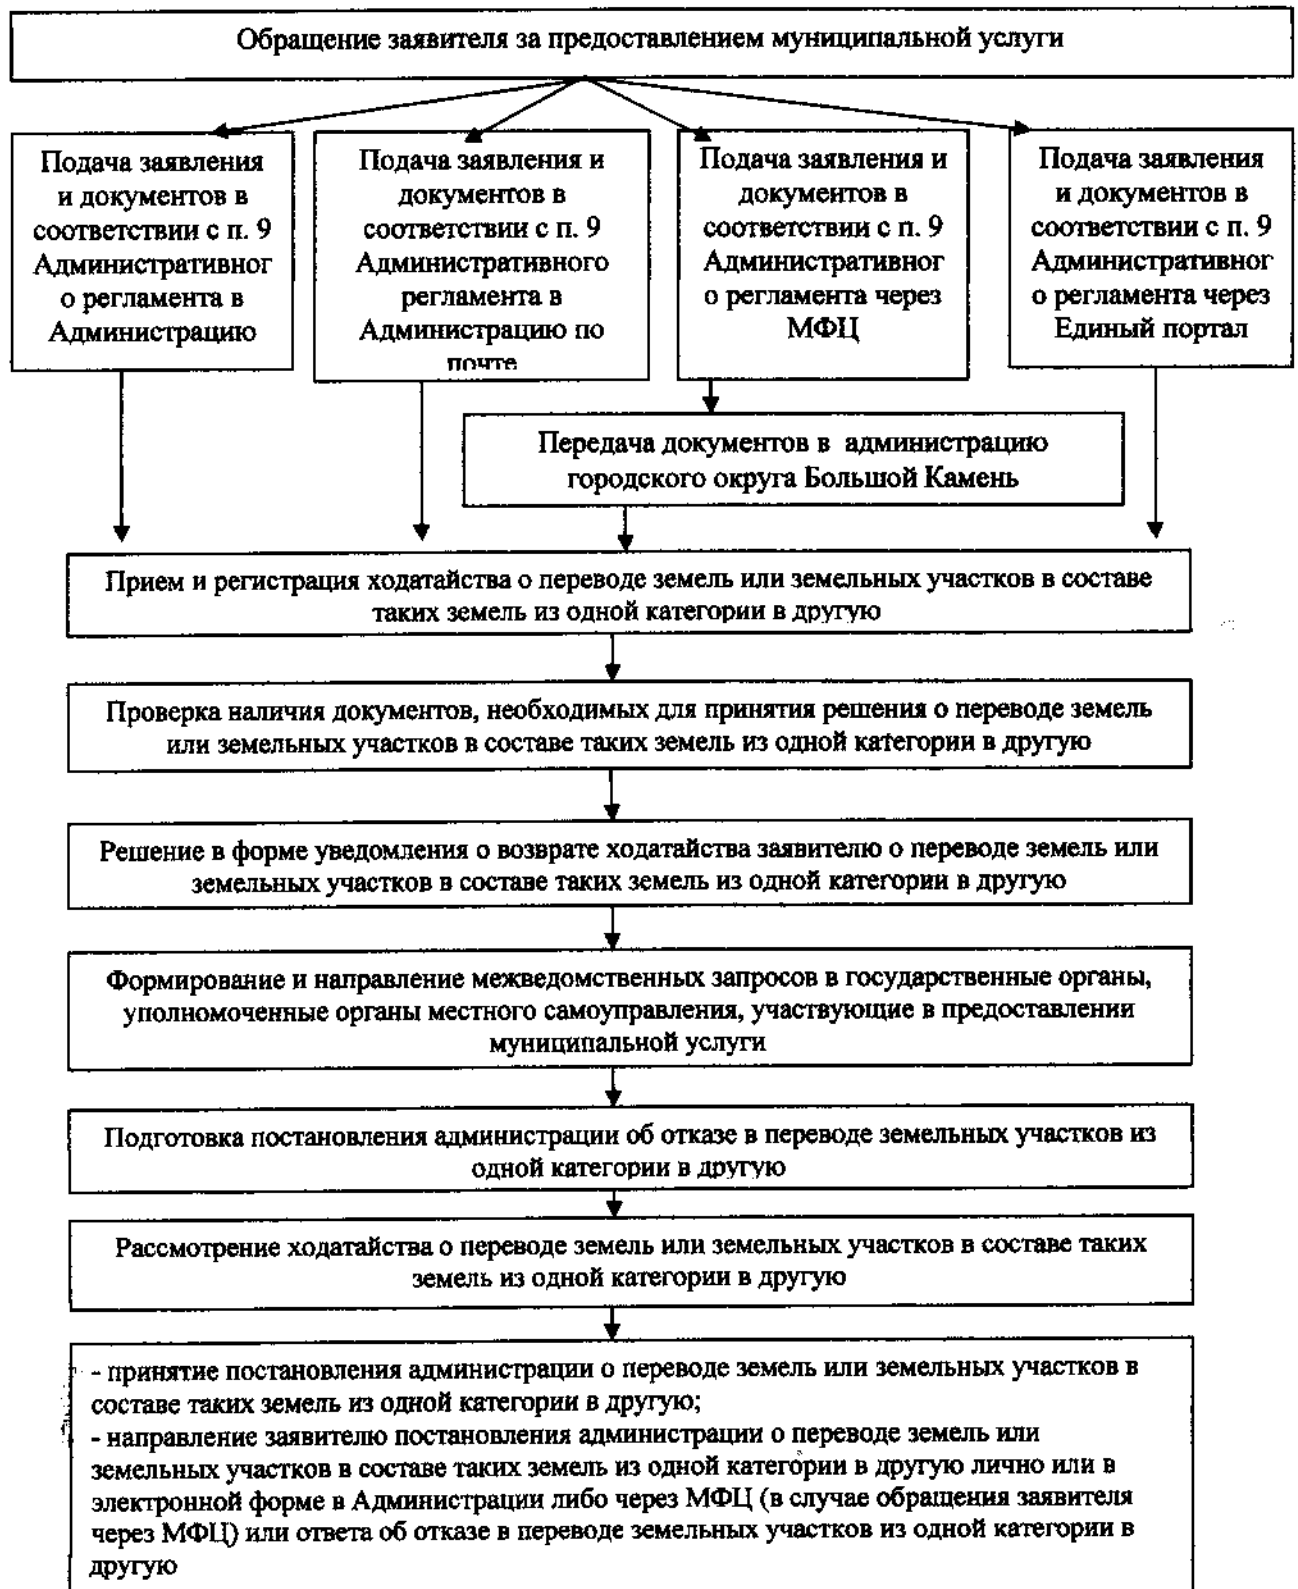 Обращение заявителя за предоставлением муниципальной услуги
Подача заявления
и документов в
соответствии с п. 9
Административног
о регламента в
Администрацию
Подача заявления и
документов в
соответствии с п. 9
Административного
регламента в
Администрацию по
почте
Подача заявления и
документов в
соответствии с п. 9
Административног
о регламента через
МФЦ
Подача заявления
и документов в
соответствии с п. 9
Административног
о регламента через
Единый портал
Передача документов в администрацию
городского округа Большой Камень
Прием и регистрация ходатайства о переводе земель или земельных участков в составе
таких земель из одной категории в другую
Проверка наличия документов, необходимых для принятия решения о переводе земель
или земельных участков в составе таких земель из одной категории в другую
Решение в форме уведомления о возврате ходатайства заявителю о переводе земель или
земельных участков в составе таких земель из одной категории в другую
Формирование и направление межведомственных запросов в государственные органы,
уполномоченные органы местного самоуправления, участвующие в предоставлении
муниципальной услуги
Подготовка постановления администрации об отказе в переводе земельных участков из
одной категории в другую
Рассмотрение ходатайства о переводе земель или земельных участков в составе таких
земель из одной категории в другую
- принятие постановления администрации о переводе земель или земельных участков в
составе таких земель из одной категории в другую;
- направление заявителю постановления администрации о переводе земель или
земельных участков в составе таких земель из одной категории в другую лично или в
электронной форме в Администрации либо через МФЦ (в случае обращения заявителя
через МФЦ) или ответа об отказе в переводе земельных участков из одной категории в
другую